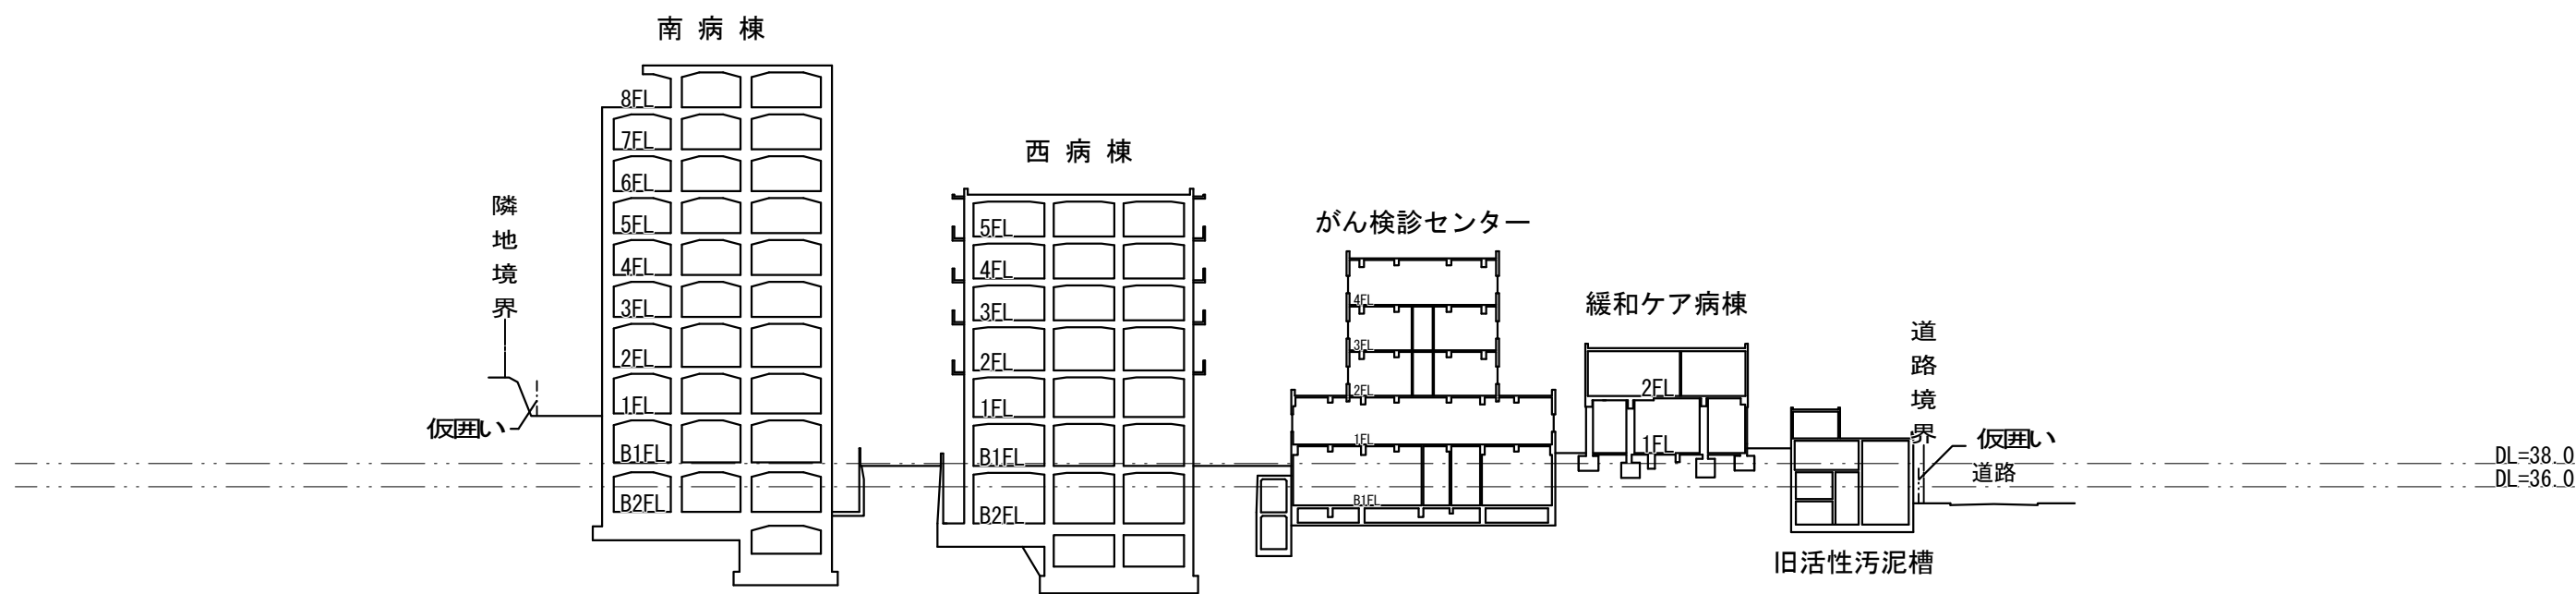 南病棟
8FL
7FL
6FL
5FL
4FL
3FL
2FL
1FL
B1FL
B2FL
隣地境界
仮囲い
西病棟
5FL
4FL
3FL
2FL
1FL
B1FL
B2FL
がん検診センター
4FL
3FL
2FL
1FL
B1FL
緩和ケア病棟
2FL
1FL
道路境界
仮囲い
道路
旧活性汚泥槽
DL=38.0
DL=36.0